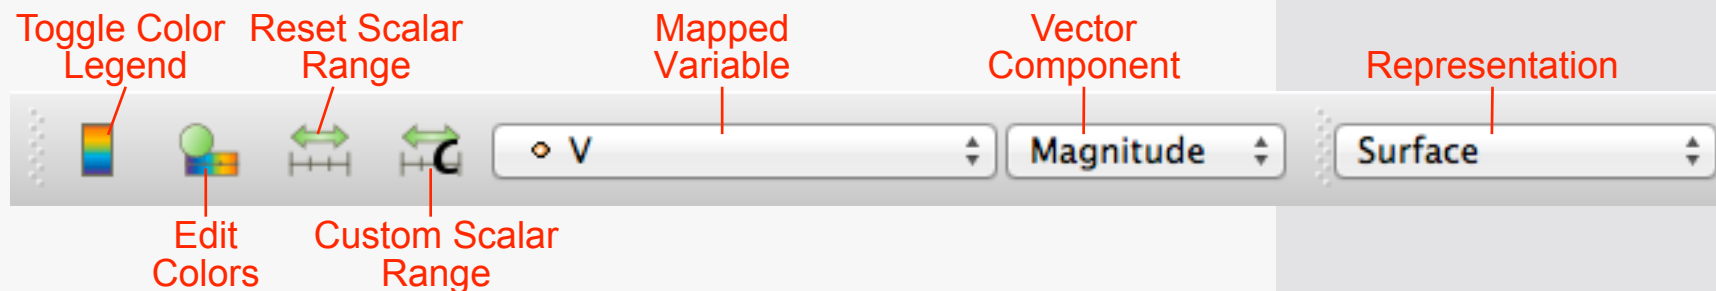 Toggle Color
Legend
Reset Scalar
Range
Mapped
Variable
Vector
Component
Representation
C
V
Magnitude
Surface
Edit
Colors
Custom Scalar
Range